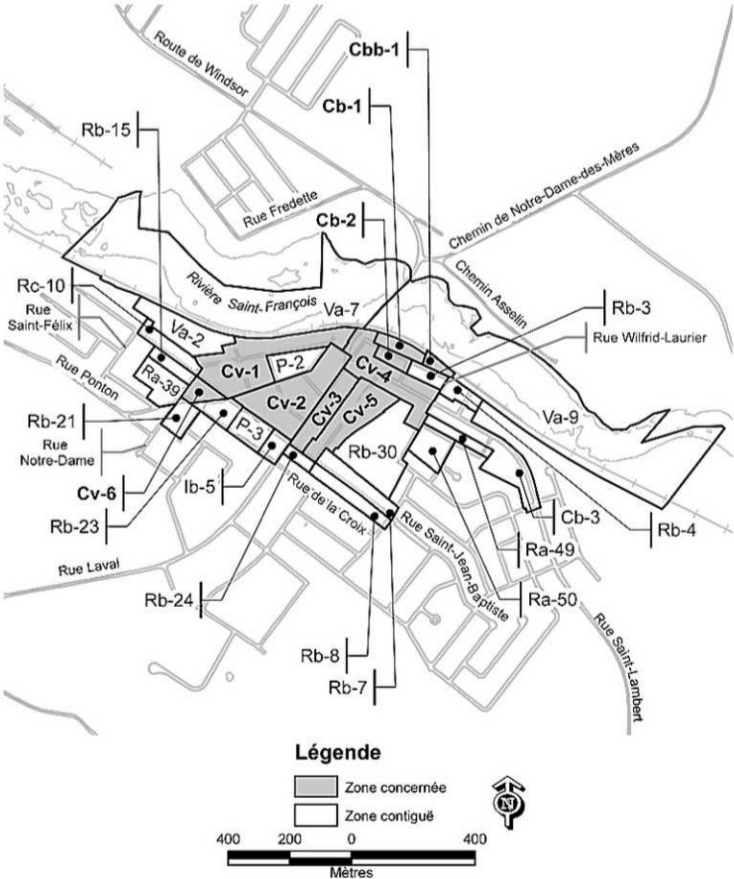 Cbb-1
Route de Windsor
Cb-1
Rb-15
Chemin de Notre-Dame-des-Mères
Rue Fredette
Cb-2
Chemin Asselin
Rivière Saint-François
Rc-10
Va-7
Rb-3
Rue
Saint-Félix
Va-2
Rue Wilfrid-Laurier
Rue Ponton
Cv-1
P-2
Cv-4
Ra-39
Cv-2
Cv-3
Cv-5
Va-9
Rb-21
P-3
Rue
Notre-Dame
Rb-30
Cv-6
Ib-5
Rue de la Croix
Cb-3
Rb-4
Rb-23
Rue Saint-Jean-Baptiste
Ra-49
Rue Laval
Rb-24
Ra-50
Rb-8
Rb-7
Rue Saint-Lambert
Légende
Zone concernée
Zone contiguë
N
400 200 0 400
Mètres